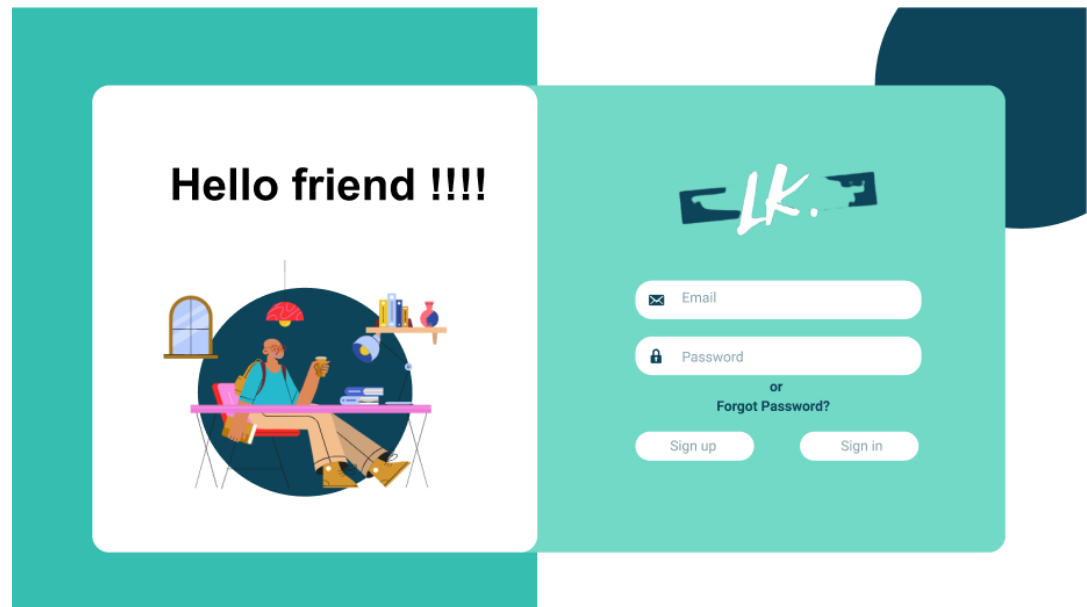 Hello friend !!!!
LK.
Email
Password
or
Forgot Password?
Sign up
Sign in